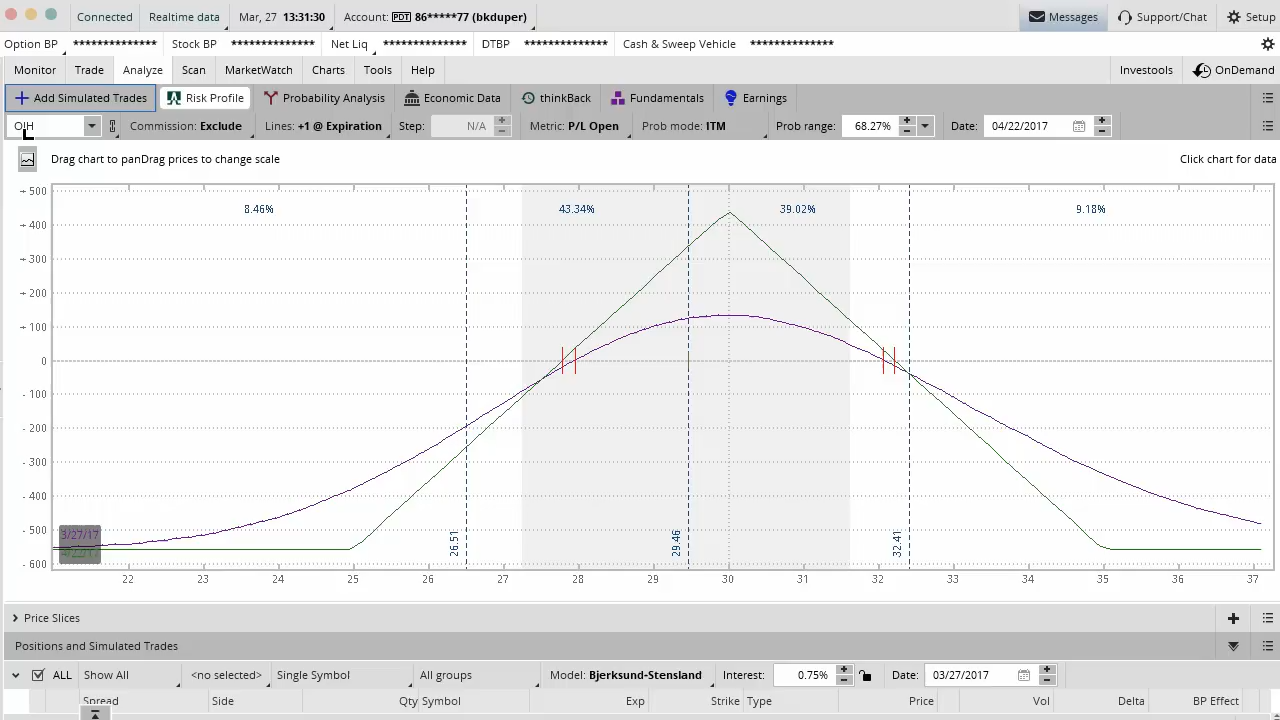 Connected Realtime data Mar, 27 13:31:30 Account: PDT 86*****77 (bkduper) Messages Support/Chat Setup
Option BP ************** Stock BP ************** Net Liq ************** DTBP ************** Cash & Sweep Vehicle **************
Monitor Trade Analyze Scan MarketWatch Charts Tools Help Investools OnDemand
Add Simulated Trades Risk Profile Probability Analysis Economic Data thinkBack Fundamentals Earnings
OIH Commission: Exclude Lines: +1 @ Expiration Step: N/A Metric: P/L Open Prob mode: ITM Prob range: 68.27% Date: 04/22/2017
Drag chart to panDrag prices to change scale Click chart for data
+ 500
8.46% 43.34% 39.02% 9.18%
+ 400
+ 300
+ 200
+ 100
0
- 100
- 200
- 300
- 400
- 500
3/27/17
4/22/17
26.51 29.46 32.41
- 600
22 23 24 25 26 27 28 29 30 31 32 33 34 35 36 37
Price Slices
Positions and Simulated Trades
ALL Show All <no selected> Single Symbol All groups Model: Bjerksund-Stensland Interest: 0.75% Date: 03/27/2017
Spread Side Qty Symbol Exp Strike Type Price Vol Delta BP Effect